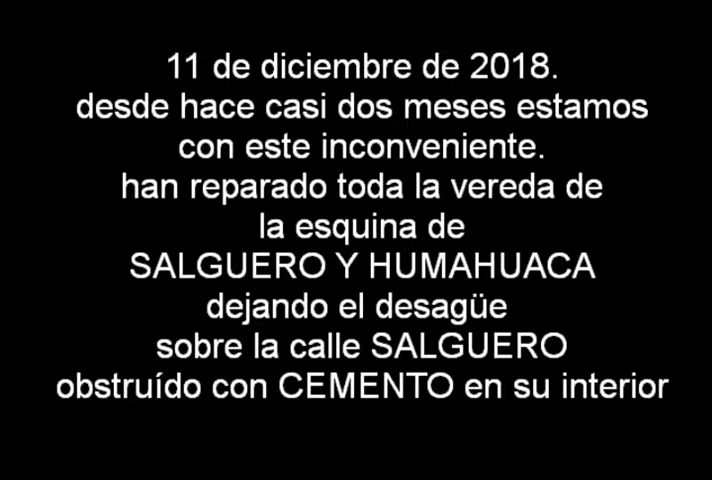 11 de diciembre de 2018.
desde hace casi dos meses estamos
con este inconveniente.
han reparado toda la vereda de
la esquina de
SALGUERO Y HUMAHUACA
dejando el desagüe
sobre la calle SALGUERO
obstruído con CEMENTO en su interior